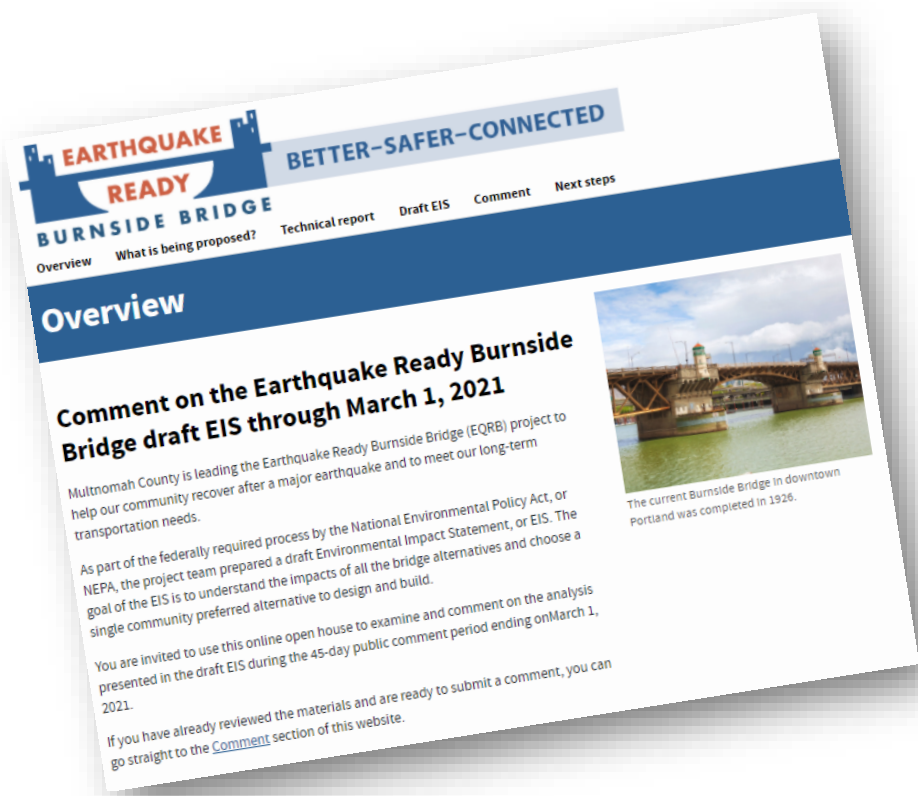 EARTHQUAKE
READY
BURNSIDE BRIDGE
BETTER–SAFER–CONNECTED
Overview What is being proposed? Technical report Draft EIS Comment Next steps
Overview
Comment on the Earthquake Ready Burnside
Bridge draft EIS through March 1, 2021
Multnomah County is leading the Earthquake Ready Burnside Bridge (EQRB) project to
help our community recover after a major earthquake and to meet our long-term
transportation needs.
As part of the federally required process by the National Environmental Policy Act, or
NEPA, the project team prepared a draft Environmental Impact Statement, or EIS. The
goal of the EIS is to understand the impacts of all the bridge alternatives and choose a
single community preferred alternative to design and build.
You are invited to use this online open house to examine and comment on the analysis
presented in the draft EIS during the 45-day public comment period ending onMarch 1,
2021.
If you have already reviewed the materials and are ready to submit a comment, you can
go straight to the Comment section of this website.
The current Burnside Bridge in downtown
Portland was completed in 1926.